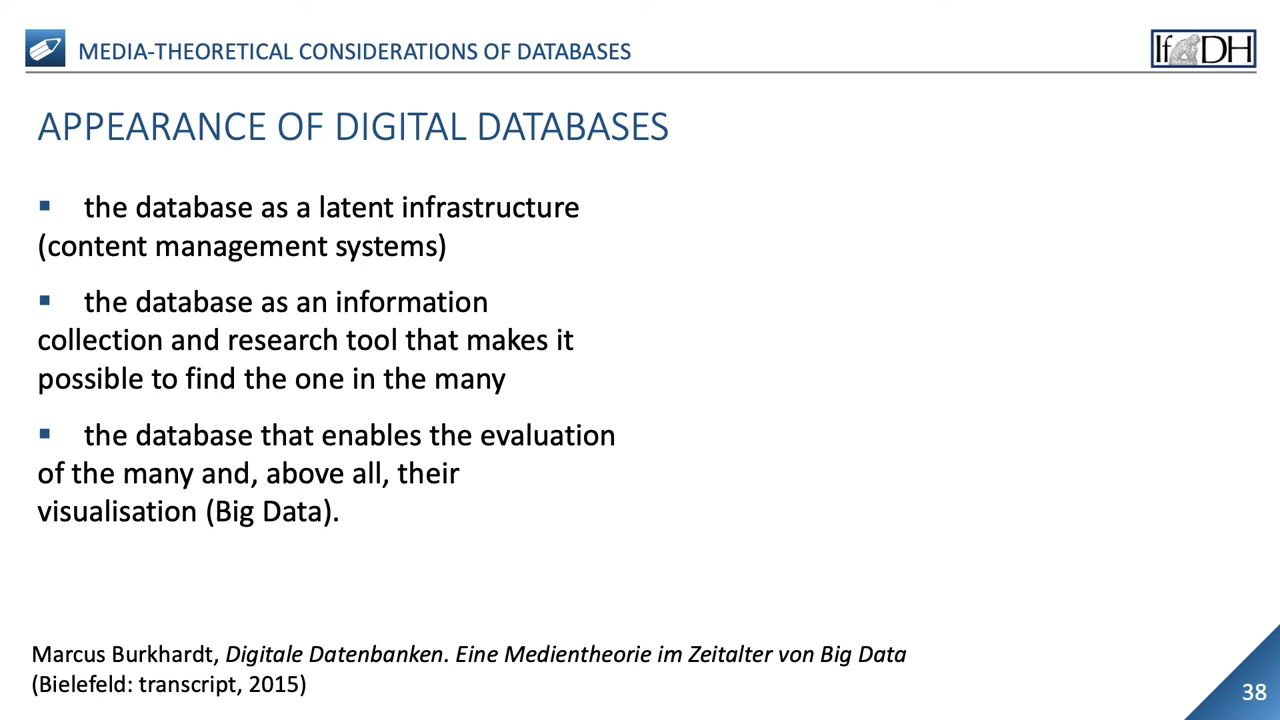 MEDIA-THEORETICAL CONSIDERATIONS OF DATABASES
IfDH
APPEARANCE OF DIGITAL DATABASES
▪ the database as a latent infrastructure
(content management systems)
▪ the database as an information
collection and research tool that makes it
possible to find the one in the many
▪ the database that enables the evaluation
of the many and, above all, their
visualisation (Big Data).
Marcus Burkhardt, Digitale Datenbanken. Eine Medientheorie im Zeitalter von Big Data
(Bielefeld: transcript, 2015)
38